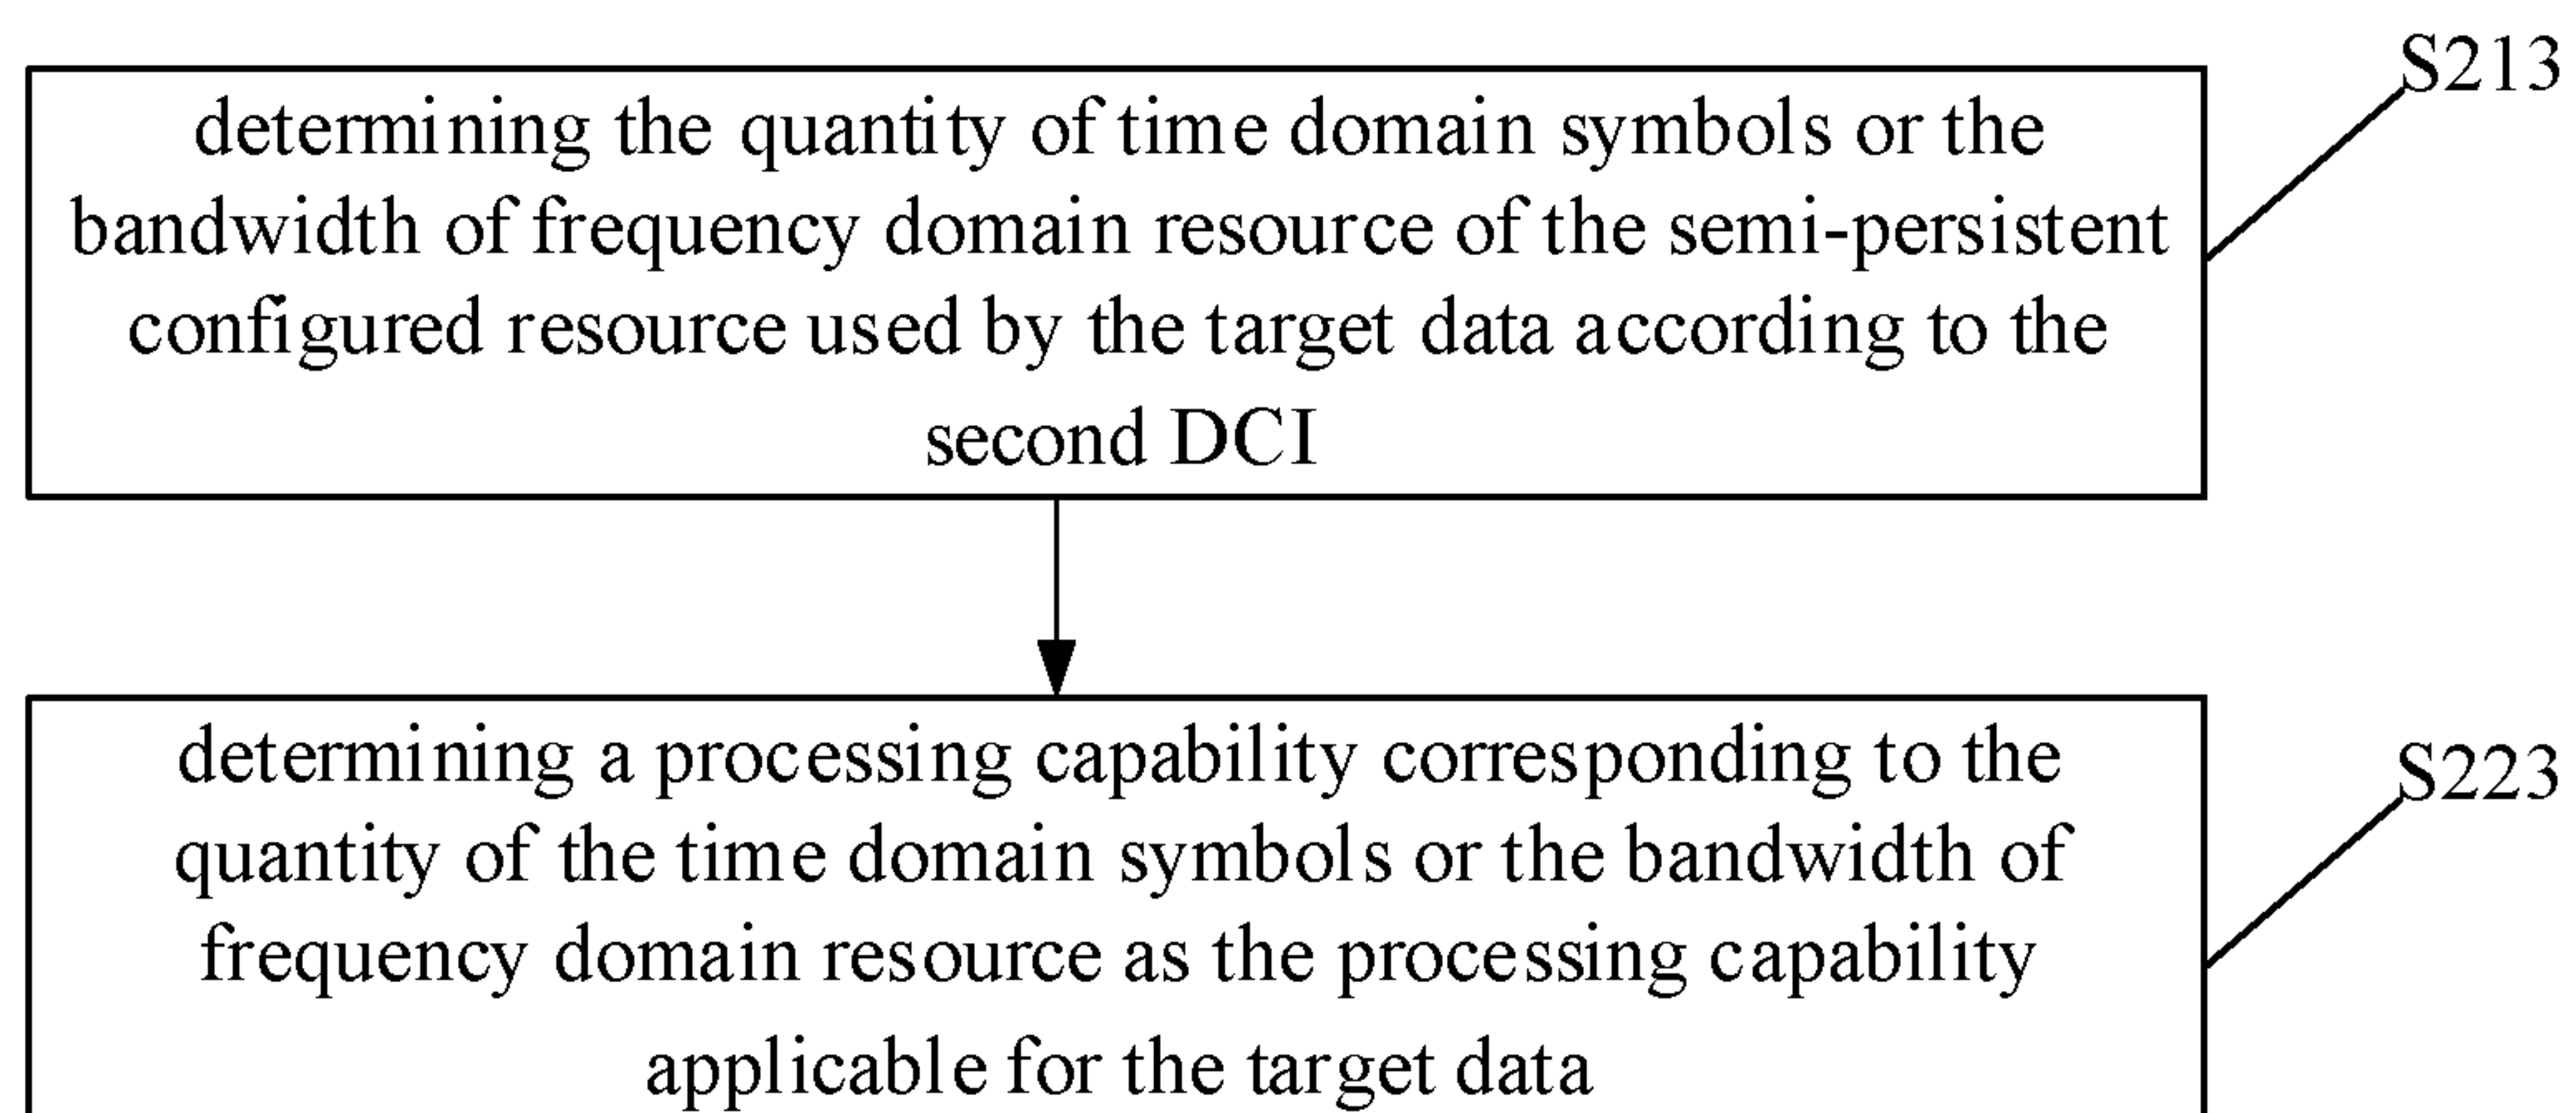 S213
determining the quantity of time domain symbols or the
bandwidth of frequency domain resource of the semi-persistent
configured resource used by the target data according to the
second DCI
S223
determining a processing capability corresponding to the
quantity of the time domain symbols or the bandwidth of
frequency domain resource as the processing capability
applicable for the target data